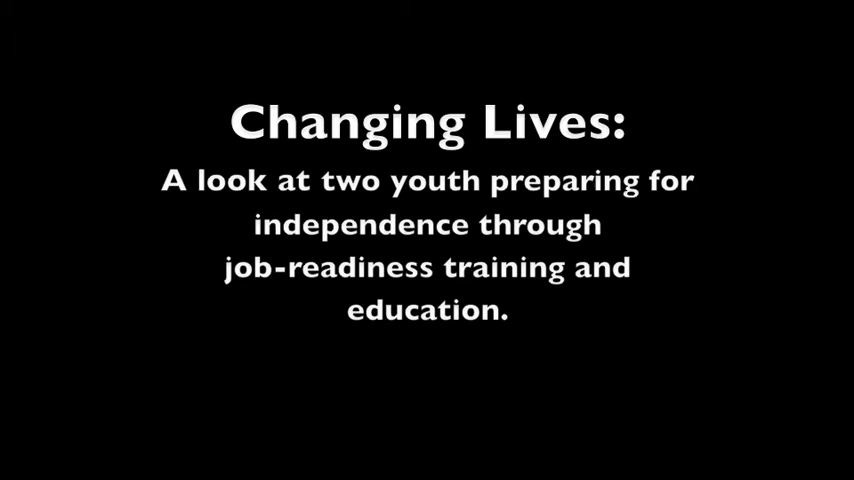 Changing Lives:
A look at two youth preparing for
independence through
job-readiness training and
education.